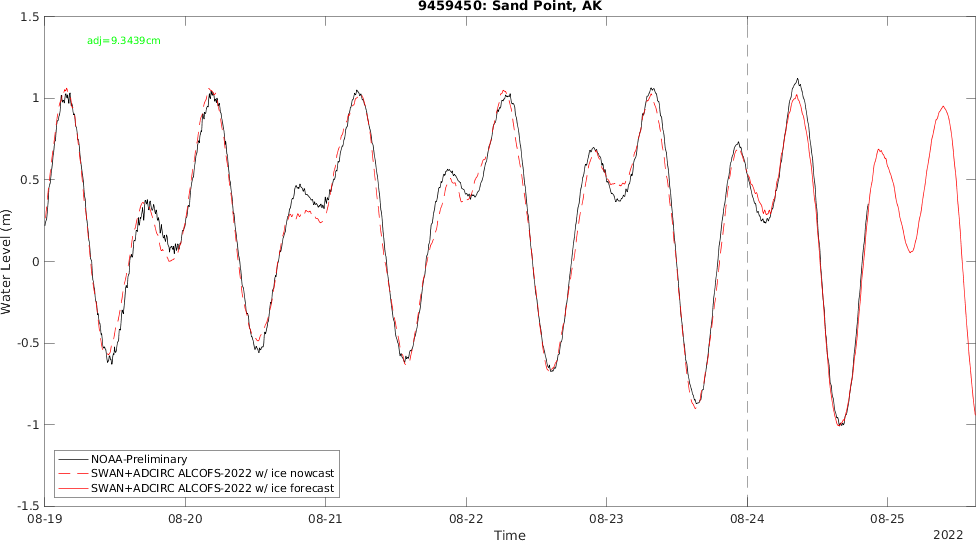 9459450: Sand Point, AK
adj=9.3439cm
Water Level (m)
1.5
1
0.5
0
-0.5
-1
-1.5
NOAA-Preliminary
SWAN+ADCIRC ALCOFS-2022 w/ ice nowcast
SWAN+ADCIRC ALCOFS-2022 w/ ice forecast
08-19 08-20 08-21 08-22 08-23 08-24 08-25
Time
2022